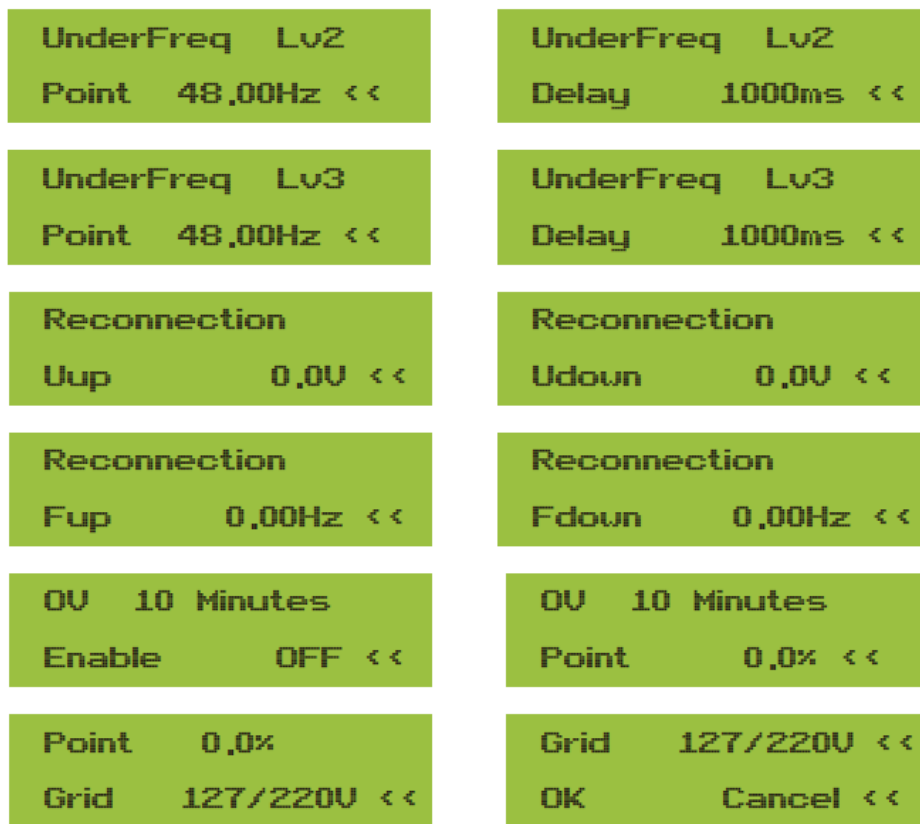 UnderFreq Lv2
Point 48.00Hz <<
UnderFreq Lv2
Delay 1000ms <<
UnderFreq Lv3
Point 48.00Hz <<
UnderFreq Lv3
Delay 1000ms <<
Reconnection
Uup 0.0V <<
Reconnection
Udown 0.0V <<
Reconnection
Fup 0.00Hz <<
Reconnection
Fdown 0.00Hz <<
OV 10 Minutes
Enable OFF <<
OV 10 Minutes
Point 0.0% <<
Point 0.0%
Grid 127/220V <<
Grid 127/220V <<
OK Cancel <<